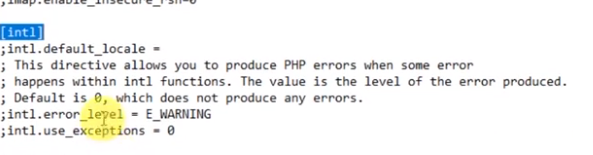 ;imap.enable_insecure_rsh=0
[intl]
;intl.default_locale =
; This directive allows you to produce PHP errors when some error
; happens within intl functions. The value is the level of the error produced.
; Default is 0, which does not produce any errors.
;intl.error_level = E_WARNING
;intl.use_exceptions = 0